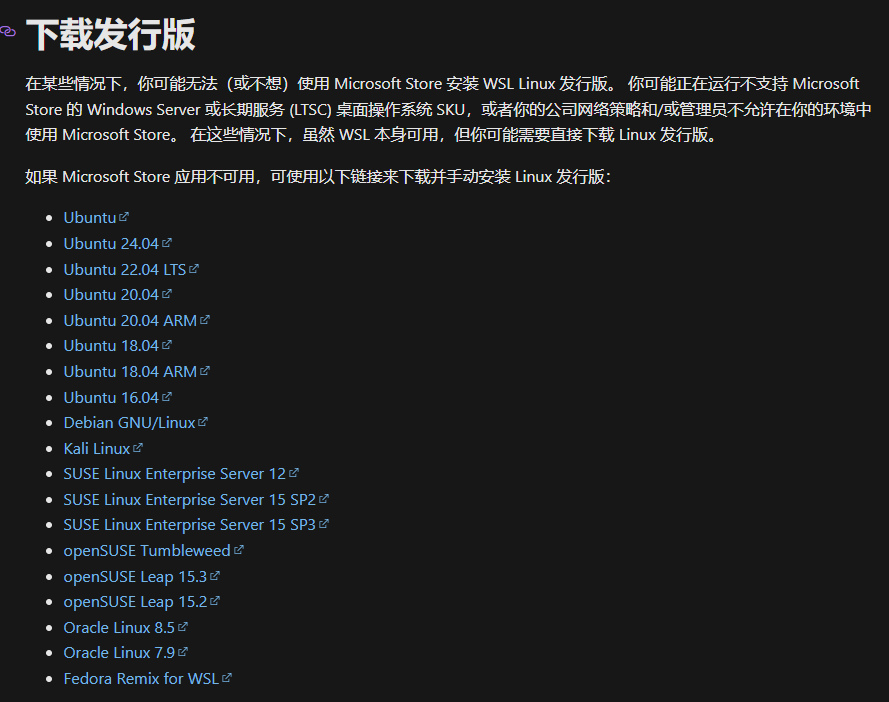 下载发行版
在某些情况下，你可能无法（或不想）使用 Microsoft Store 安装 WSL Linux 发行版。 你可能正在运行不支持 Microsoft
Store 的 Windows Server 或长期服务 (LTSC) 桌面操作系统 SKU，或者你的公司网络策略和/或管理员不允许在你的环境中
使用 Microsoft Store。 在这些情况下，虽然 WSL 本身可用，但你可能需要直接下载 Linux 发行版。
如果 Microsoft Store 应用不可用，可使用以下链接来下载并手动安装 Linux 发行版：
Ubuntu
Ubuntu 24.04
Ubuntu 22.04 LTS
Ubuntu 20.04
Ubuntu 20.04 ARM
Ubuntu 18.04
Ubuntu 18.04 ARM
Ubuntu 16.04
Debian GNU/Linux
Kali Linux
SUSE Linux Enterprise Server 12
SUSE Linux Enterprise Server 15 SP2
SUSE Linux Enterprise Server 15 SP3
openSUSE Tumbleweed
openSUSE Leap 15.3
openSUSE Leap 15.2
Oracle Linux 8.5
Oracle Linux 7.9
Fedora Remix for WSL